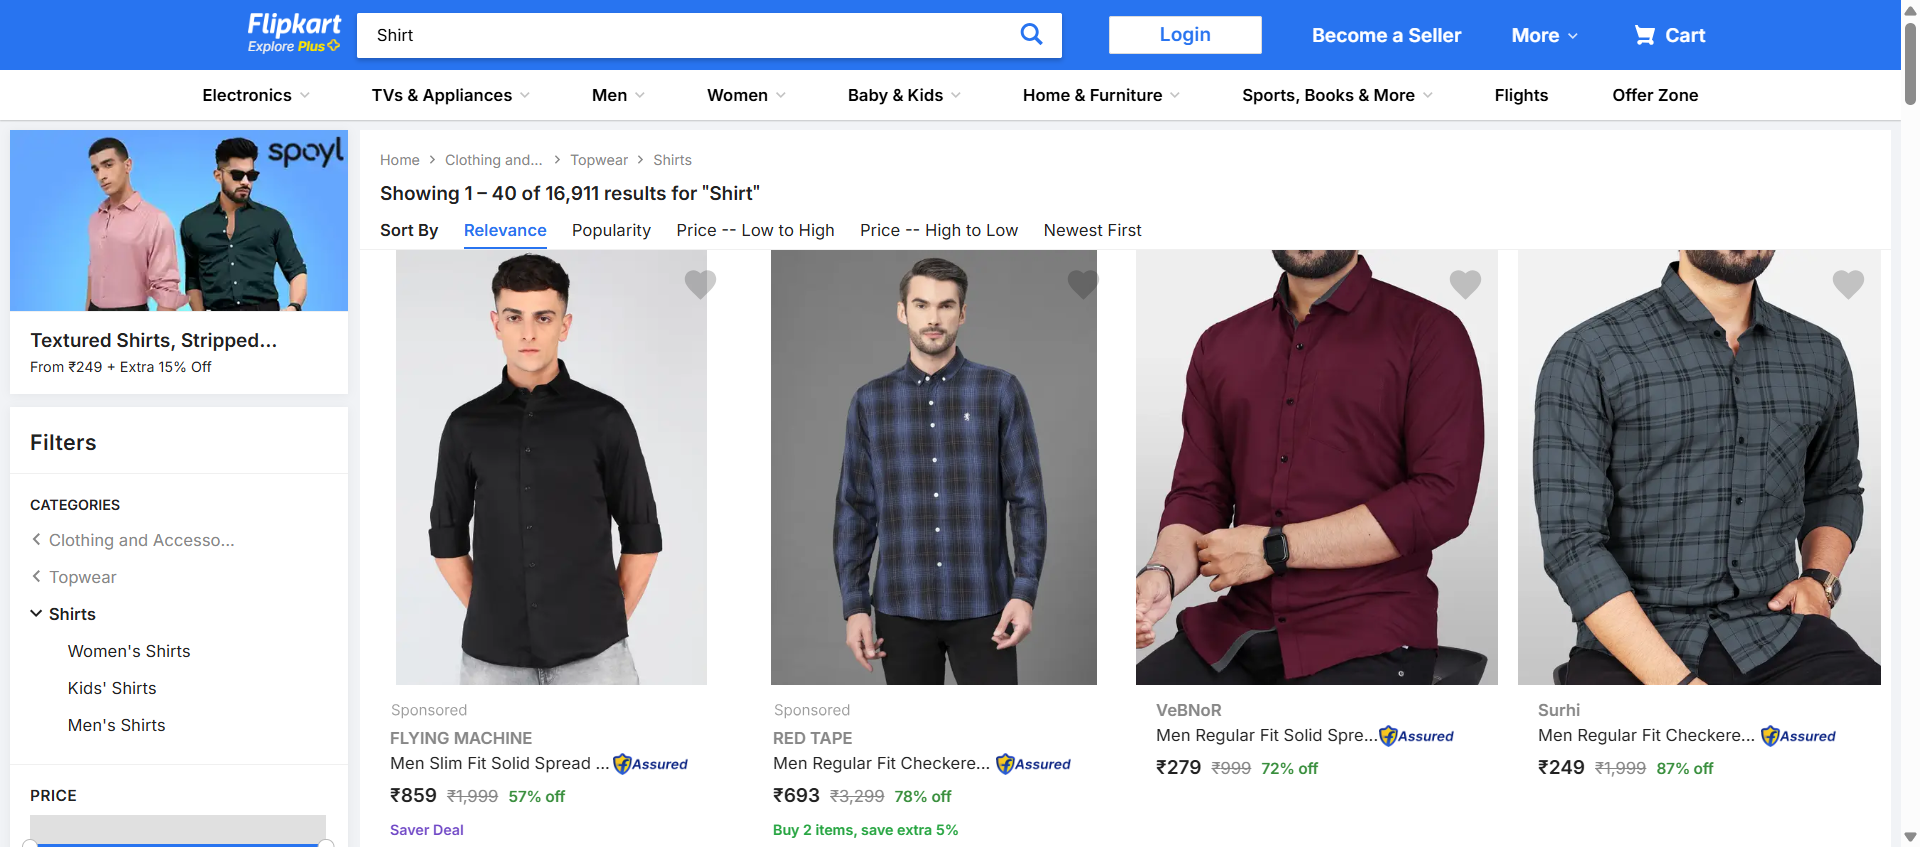 Flipkart
Explore Plus
Shirt
Login
Become a Seller
More
Cart
Electronics
TVs & Appliances
Men
Women
Baby & Kids
Home & Furniture
Sports, Books & More
Flights
Offer Zone
spoyl
Textured Shirts, Stripped...
From ₹249 + Extra 15% Off
Filters
CATEGORIES
Clothing and Accesso...
Topwear
Shirts
Women's Shirts
Kids' Shirts
Men's Shirts
PRICE
Home > Clothing and... > Topwear > Shirts
Showing 1 – 40 of 16,911 results for "Shirt"
Sort By Relevance Popularity Price -- Low to High Price -- High to Low Newest First
Sponsored
FLYING MACHINE
Men Slim Fit Solid Spread ... Assured
₹859 ₹1,999 57% off
Saver Deal
Sponsored
RED TAPE
Men Regular Fit Checkere... Assured
₹693 ₹3,299 78% off
Buy 2 items, save extra 5%
VeBNoR
Men Regular Fit Solid Spre... Assured
₹279 ₹999 72% off
Surhi
Men Regular Fit Checkere... Assured
₹249 ₹1,999 87% off